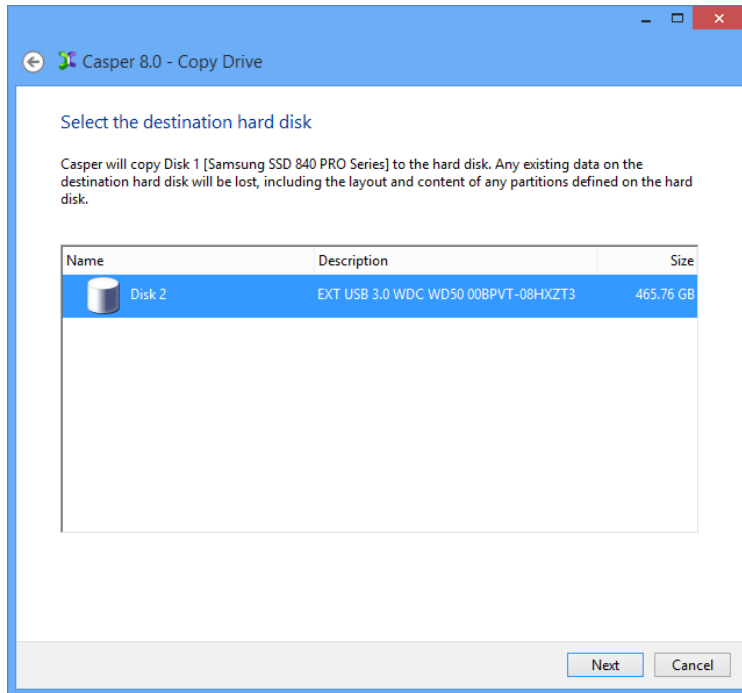 Casper 8.0 - Copy Drive
Select the destination hard disk
Casper will copy Disk 1 [Samsung SSD 840 PRO Series] to the hard disk. Any existing data on the
destination hard disk will be lost, including the layout and content of any partitions defined on the hard
disk.
Name Description Size
Disk 2 EXT USB 3.0 WDC WD50 00BPVT-08HXZT3 465.76 GB
Next Cancel